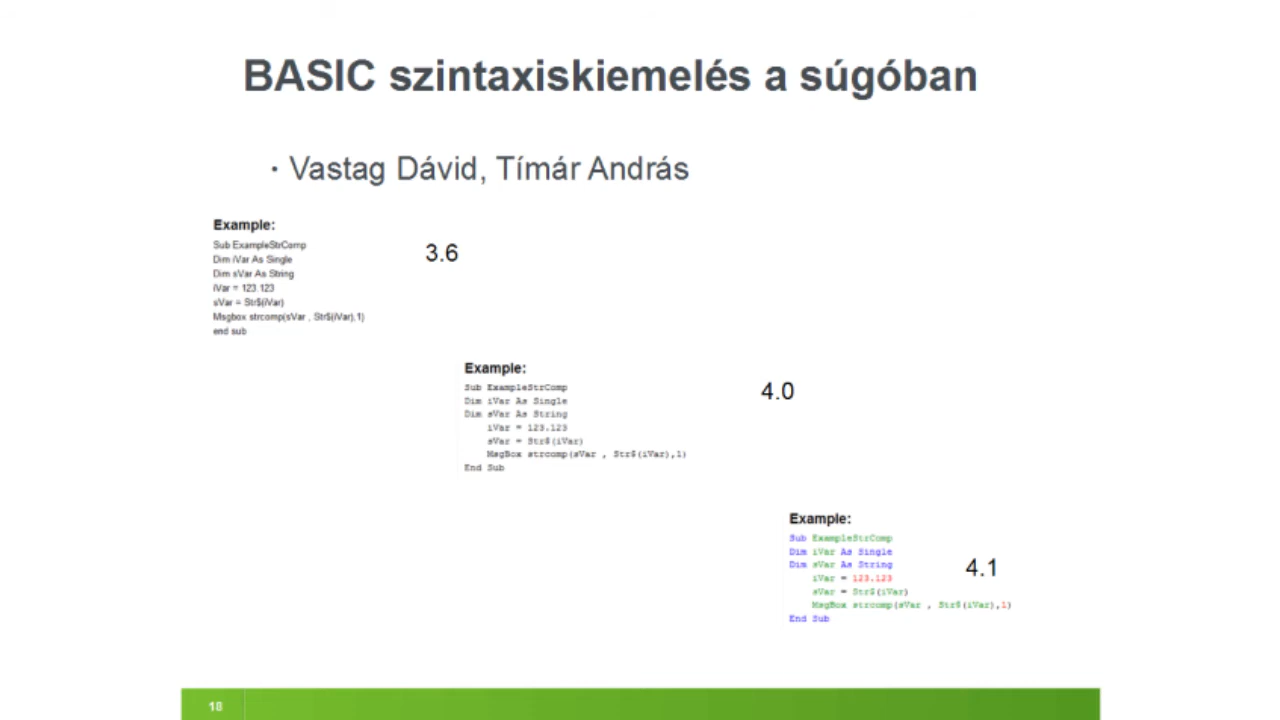 BASIC szintaxiskiemelés a súgóban
• Vastag Dávid, Tímár András
Example:
Sub ExampleStrComp
Dim iVar As Single
Dim sVar As String
iVar = 123.123
sVar = Str$(iVar)
Msgbox strcomp(sVar , Str$(iVar),1)
end sub
3.6
Example:
Sub ExampleStrComp
Dim iVar As Single
Dim sVar As String
iVar = 123.123
sVar = Str$(iVar)
MsgBox strcomp(sVar , Str$(iVar),1)
End Sub
4.0
Example:
Sub ExampleStrComp
Dim iVar As Single
Dim sVar As String
iVar = 123.123
sVar = Str$(iVar)
MsgBox strcomp(sVar , Str$(iVar),1)
End Sub
4.1
18